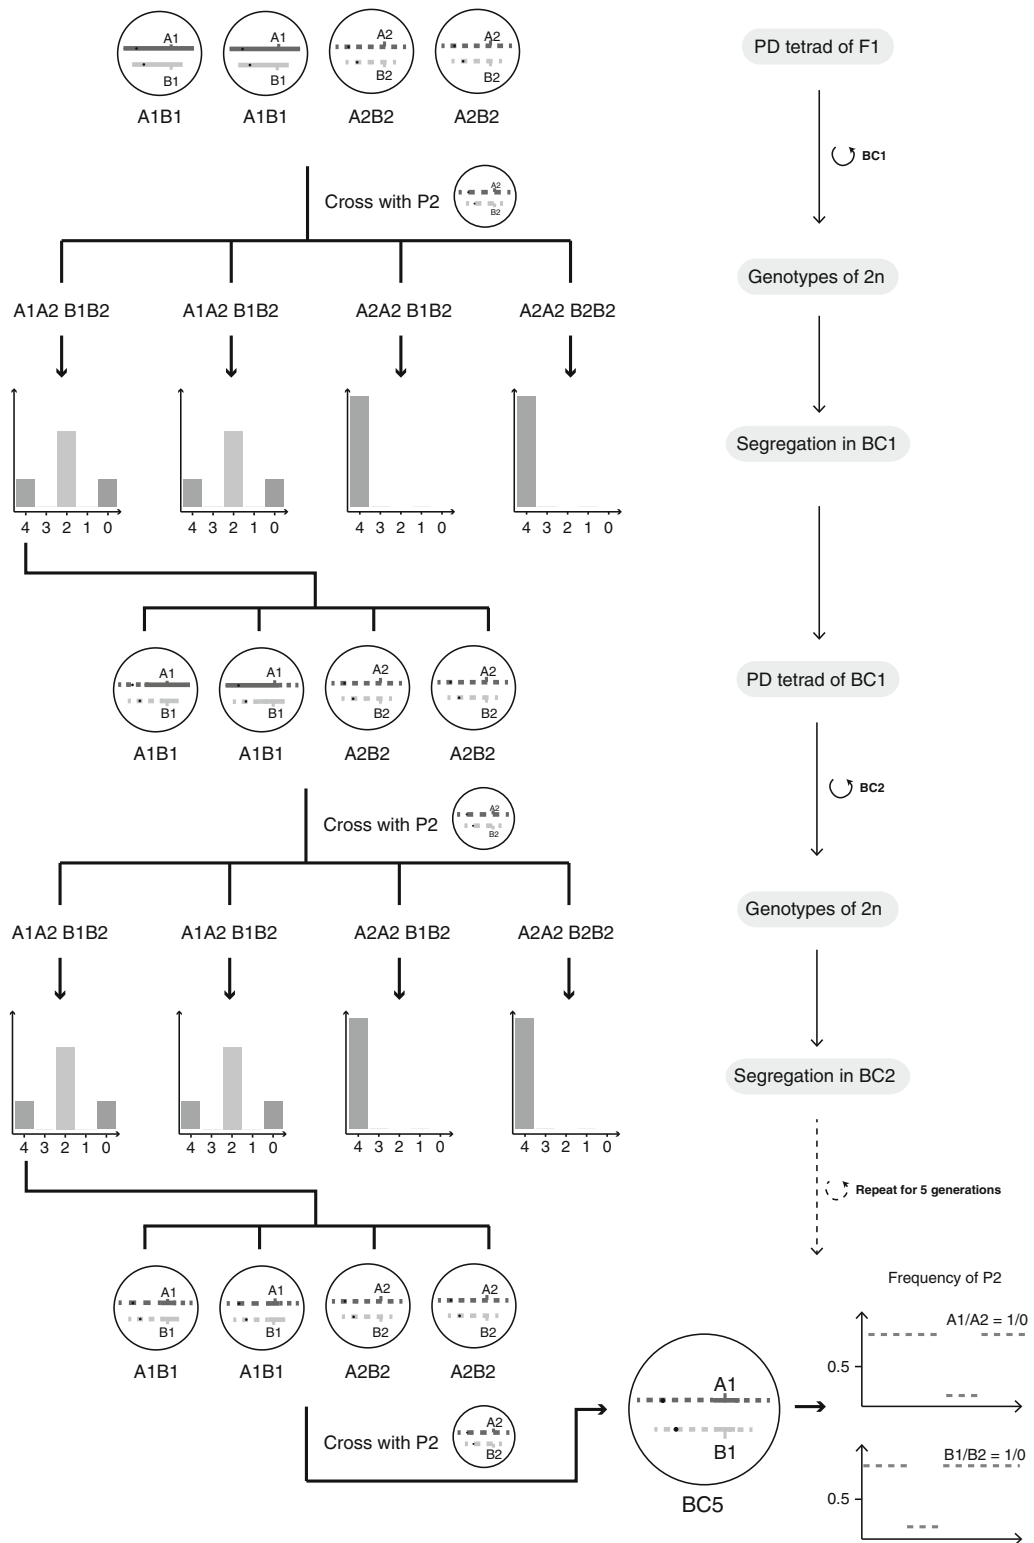 A1 A1 A2 A2
B1 B1 B2 B2
A1B1 A1B1 A2B2 A2B2
PD tetrad of F1
BC1
Cross with P2
A2
B2
Genotypes of 2n
A1A2 B1B2 A1A2 B1B2 A2A2 B1B2 A2A2 B2B2
Segregation in BC1
4 3 2 1 0 4 3 2 1 0 4 3 2 1 0 4 3 2 1 0
A1 A1 A2 A2
B1 B1 B2 B2
A1B1 A1B1 A2B2 A2B2
PD tetrad of BC1
BC2
Cross with P2
A2
B2
Genotypes of 2n
A1A2 B1B2 A1A2 B1B2 A2A2 B1B2 A2A2 B2B2
Segregation in BC2
4 3 2 1 0 4 3 2 1 0 4 3 2 1 0 4 3 2 1 0
Repeat for 5 generations
A1 A1 A2 A2
B1 B1 B2 B2
A1B1 A1B1 A2B2 A2B2
Cross with P2
A2
B2
A1
B1
BC5
Frequency of P2
A1/A2 = 1/0
0.5
B1/B2 = 1/0
0.5